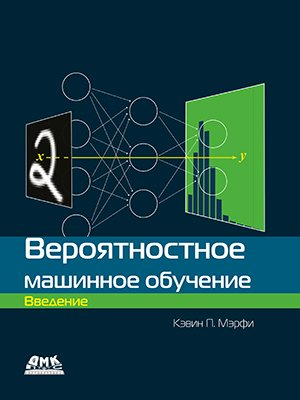 x
y
Вероятностное
машинное обучение
Введение
Кэвин П. Мэрфи
ДМК